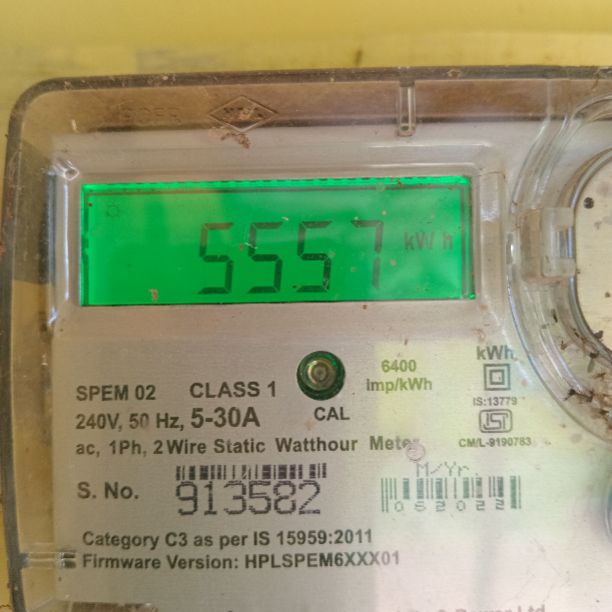 5557 kWh
6400
imp/kWh
kWh
IS:13779
CM/L-9190783
SPEM 02 CLASS 1
240V, 50 Hz, 5-30A
CAL
ac, 1Ph, 2 Wire Static Watthour Meter
S. No. 913582
M/Yr.
062022
Category C3 as per IS 15959:2011
Firmware Version: HPLSPEM6XXX01